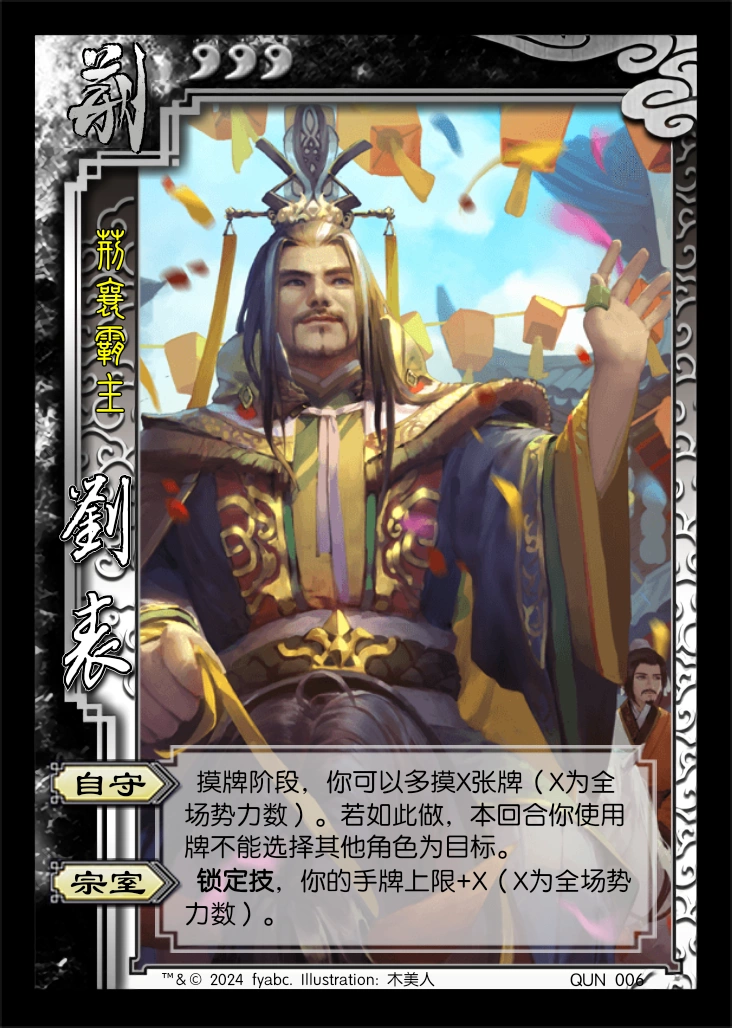 荊
荊襄霸主
劉表
自守
摸牌阶段，你可以多摸X张牌（X为全
场势力数）。若如此做，本回合你使用
牌不能选择其他角色为目标。
宗室
锁定技，你的手牌上限+X（X为全场势
力数）。
™&© 2024 fyabc. Illustration: 木美人
QUN 006